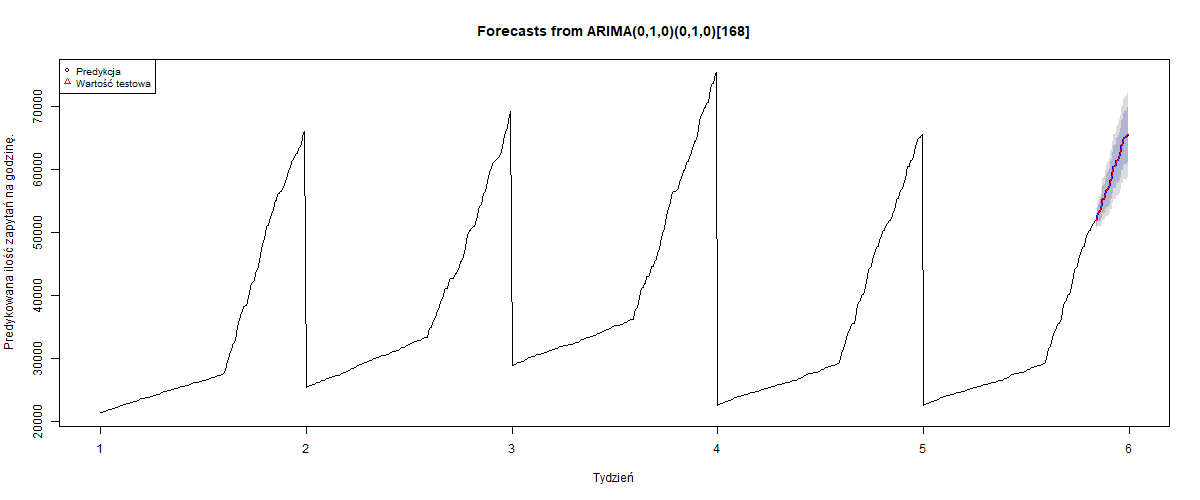 Forecasts from ARIMA(0,1,0)(0,1,0)[168]
Predykcja
Wartość testowa
Predykowana ilość zapytań na godzinę.
70000
60000
50000
40000
30000
20000
1 2 3 4 5 6
Tydzień